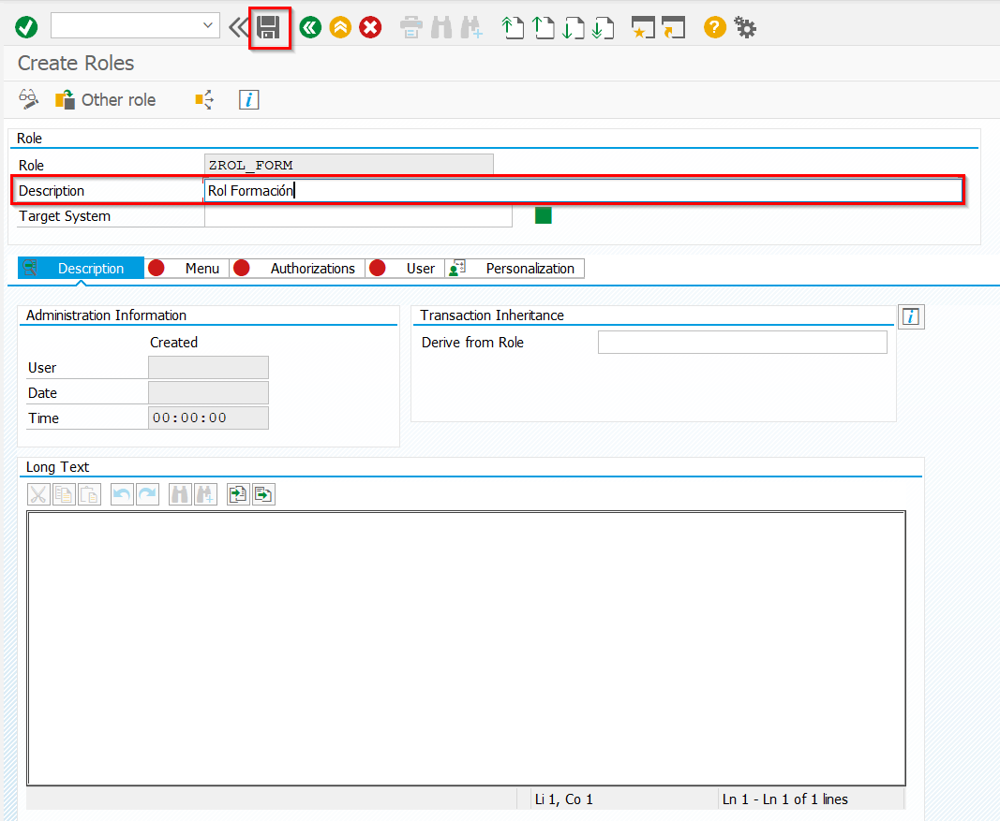 Create Roles
Other role
Role
Role ZROL_FORM
Description Rol Formación
Target System
Description Menu Authorizations User Personalization
Administration Information
Created
User
Date
Time 00:00:00
Transaction Inheritance
Derive from Role
Long Text
Li 1, Co 1 Ln 1 - Ln 1 of 1 lines